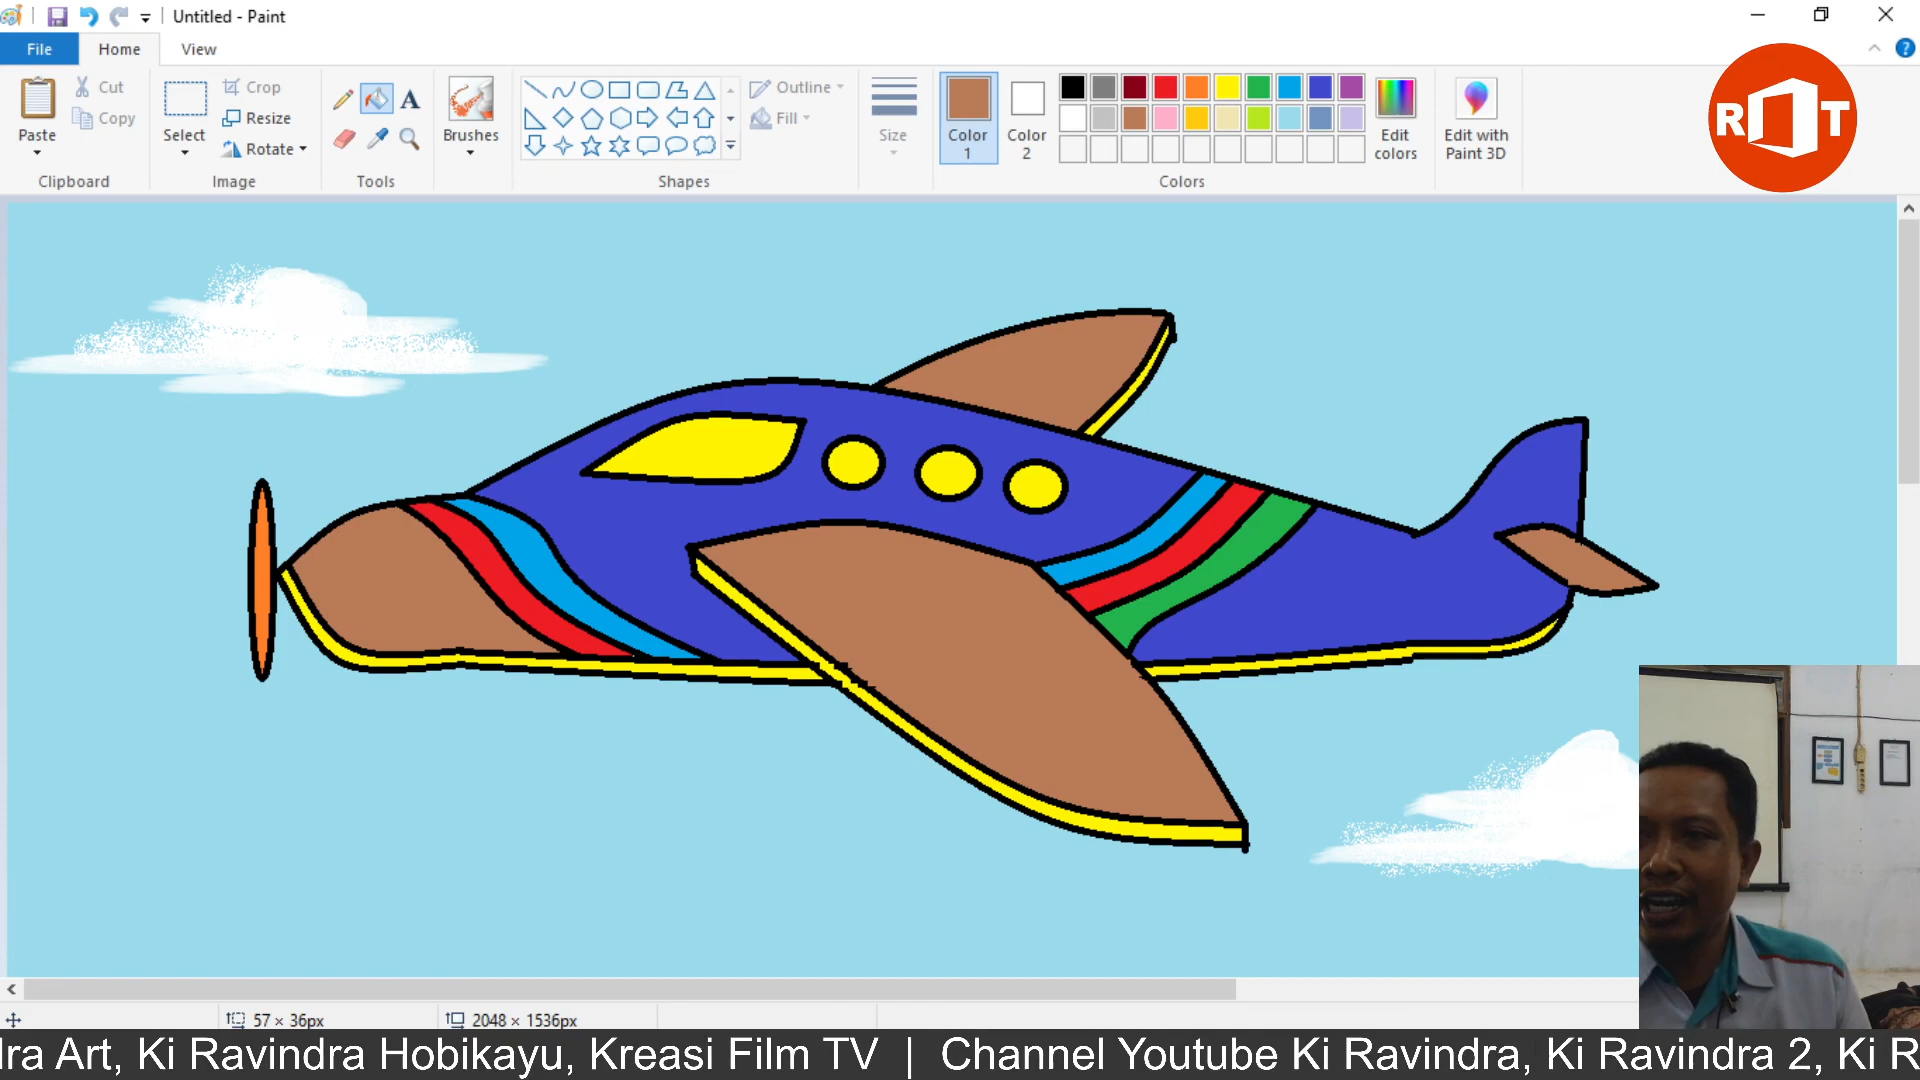 Untitled - Paint
File Home View
Paste
Cut
Copy
Clipboard
Select
Crop
Resize
Rotate
Image
A
Tools
Brushes
Shapes
Outline
Fill
Size
Color
1
Color
2
Colors
Edit
colors
Edit with
Paint 3D
?
R T
57 × 36px
2048 × 1536px
dra Art, Ki Ravindra Hobikayu, Kreasi Film TV | Channel Youtube Ki Ravindra, Ki Ravindra 2, Ki R